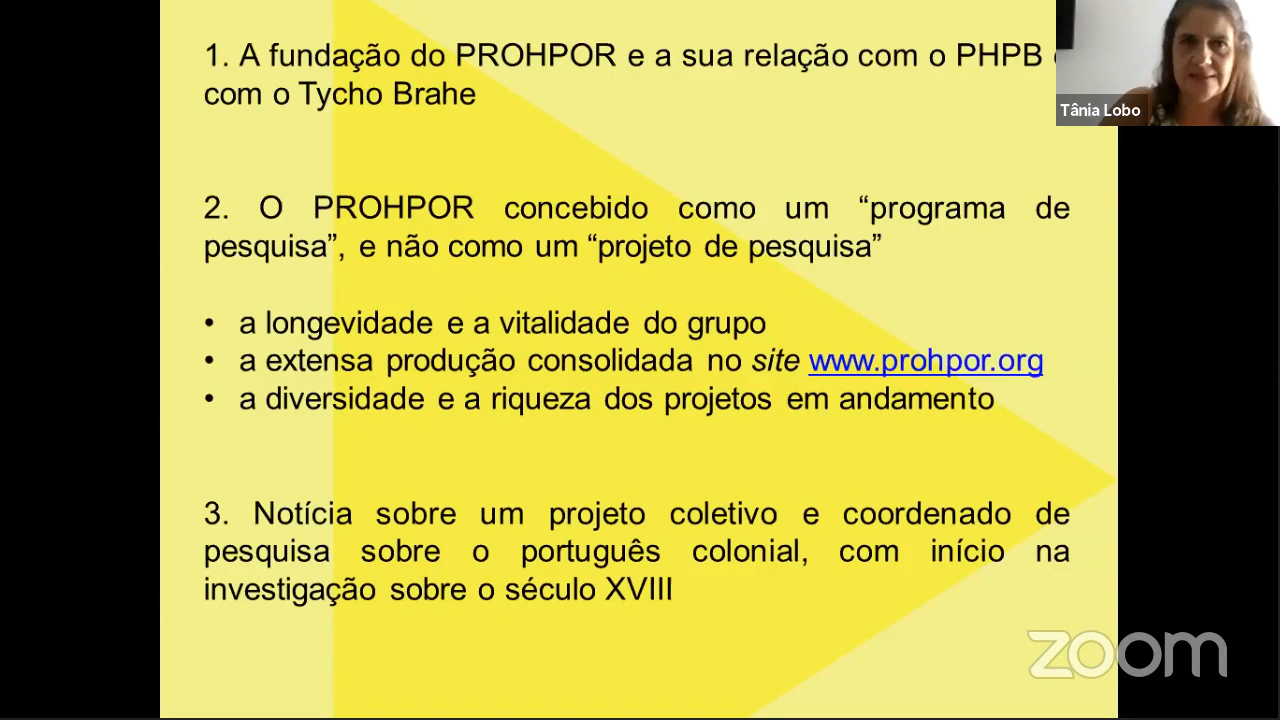 1. A fundação do PROHPOR e a sua relação com o PHPB
com o Tycho Brahe
Tânia Lobo
2. O PROHPOR concebido como um “programa de
pesquisa”, e não como um “projeto de pesquisa”
• a longevidade e a vitalidade do grupo
• a extensa produção consolidada no site www.prohpor.org
• a diversidade e a riqueza dos projetos em andamento
3. Notícia sobre um projeto coletivo e coordenado de
pesquisa sobre o português colonial, com início na
investigação sobre o século XVIII
zoom